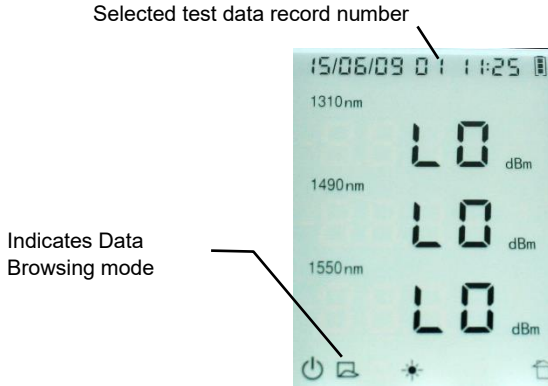 Selected test data record number
15/06/09 01 11:25
1310nm
LO dBm
1490nm
LO dBm
Indicates Data
Browsing mode
1550nm
LO dBm